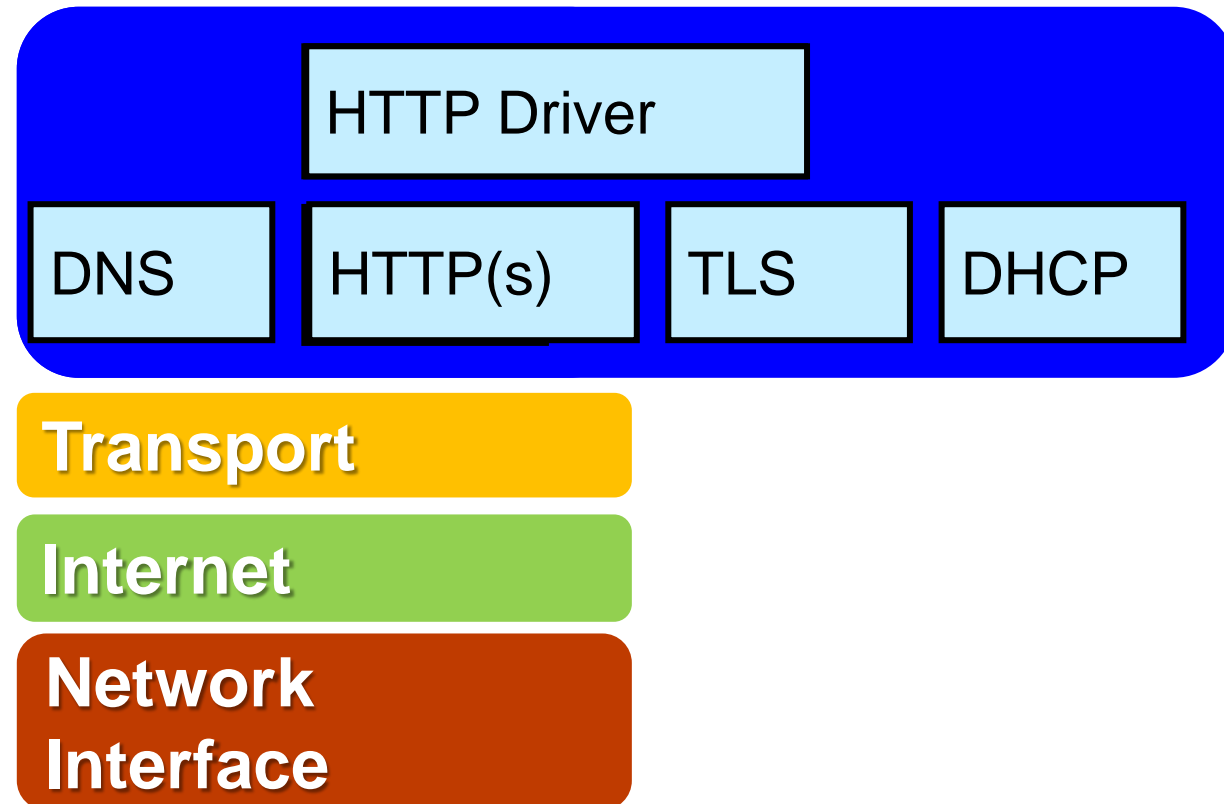 HTTP Driver
DNS
HTTP(s)
TLS
DHCP
Transport
Internet
Network
Interface